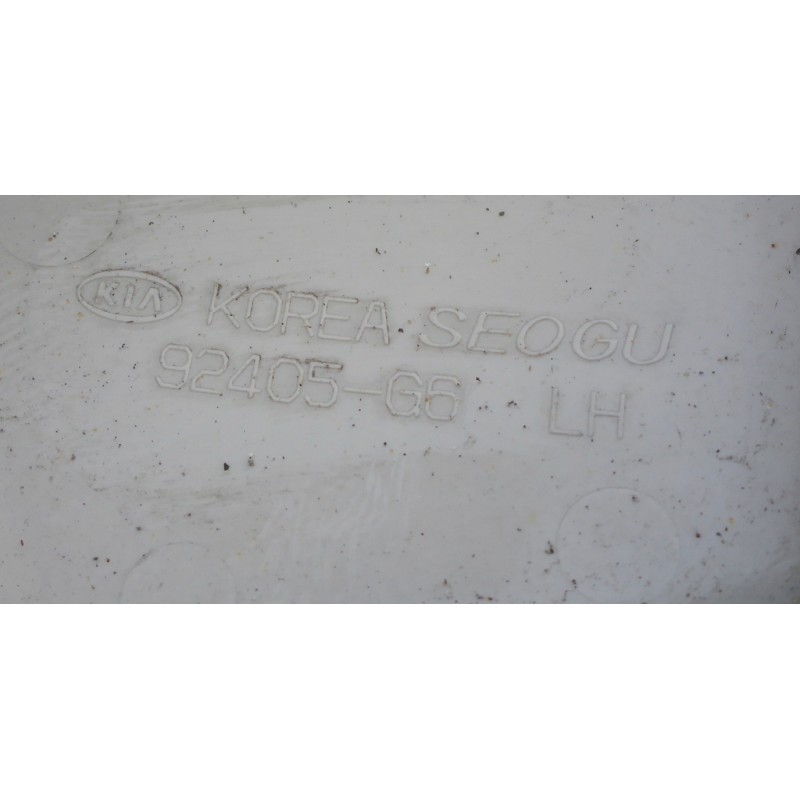 KIA KOREA SEOGU
92405-G6 LH